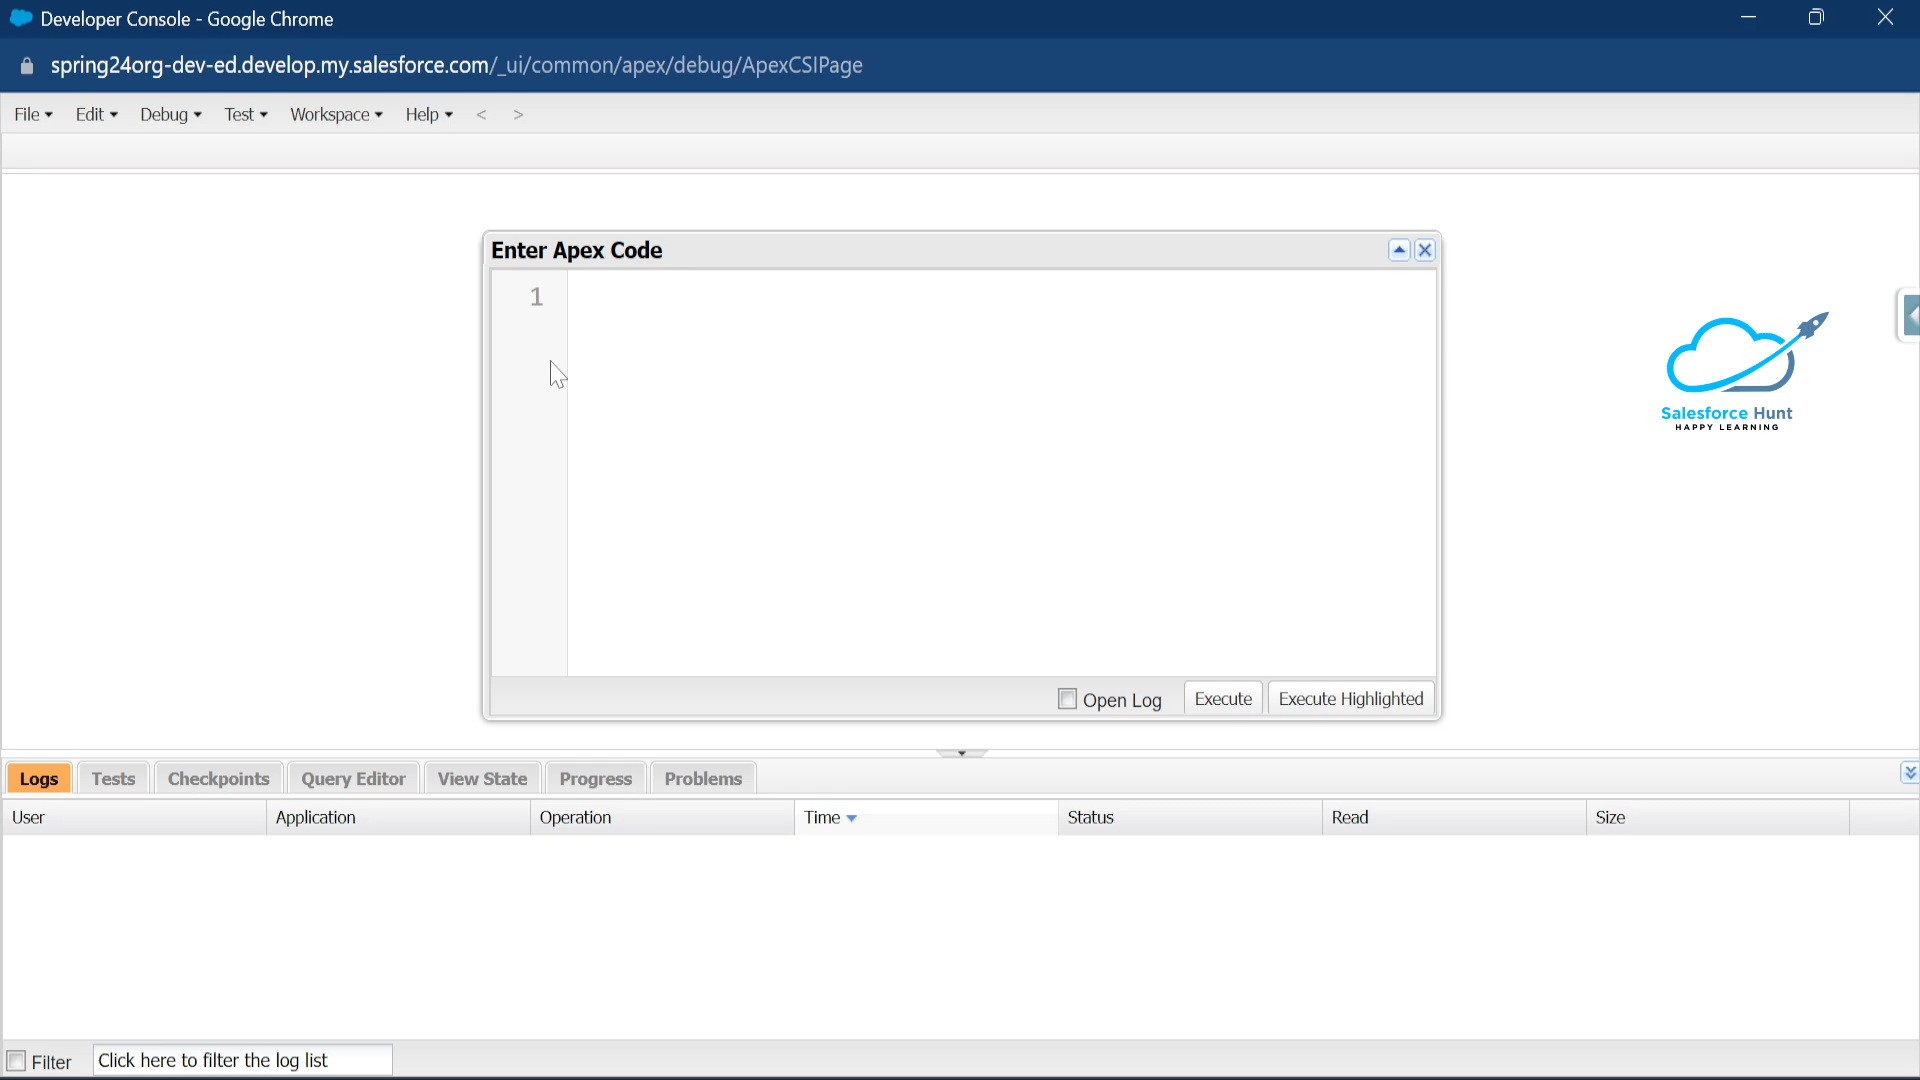 Developer Console - Google Chrome
spring24org-dev-ed.develop.my.salesforce.com/_ui/common/apex/debug/ApexCSIPage
File Edit Debug Test Workspace Help < >
Enter Apex Code
1
Salesforce Hunt
HAPPY LEARNING
Open Log Execute Execute Highlighted
Logs Tests Checkpoints Query Editor View State Progress Problems
User Application Operation Time Status Read Size
Filter Click here to filter the log list